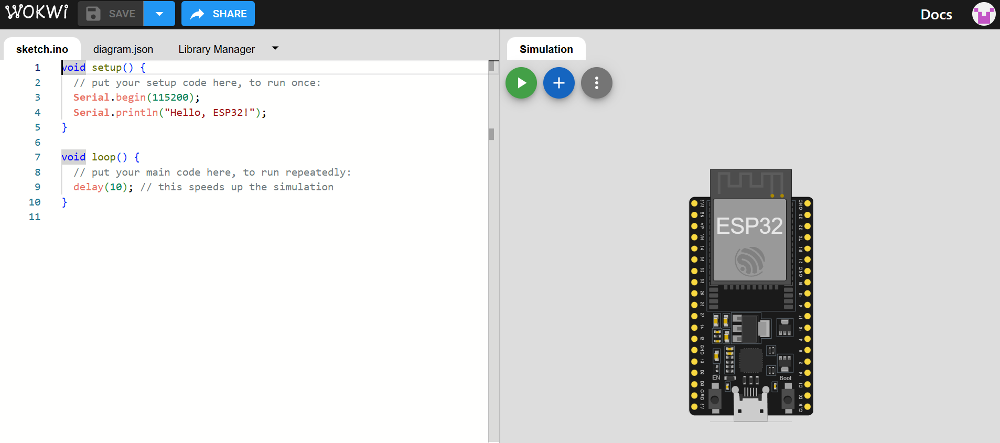 WOKWi
SAVE
SHARE
Docs
sketch.ino
diagram.json
Library Manager
1 void setup() {
2 // put your setup code here, to run once:
3 Serial.begin(115200);
4 Serial.println("Hello, ESP32!");
5 }
6
7 void loop() {
8 // put your main code here, to run repeatedly:
9 delay(10); // this speeds up the simulation
10 }
11
Simulation
ESP32
3V3
EN
VP
VN
34
35
32
33
25
26
27
14
12
GND
13
D2
D3
CMD
5V
GND
23
22
TX
21
GND
19
18
5
17
16
4
0
2
15
D1
D0
CLK
EN
Boot